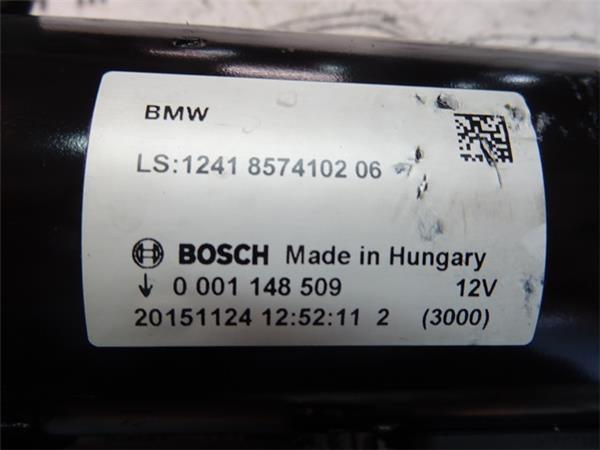 BMW
LS:1241 8574102 06
BOSCH Made in Hungary
0 001 148 509 12V
20151124 12:52:11 2 (3000)